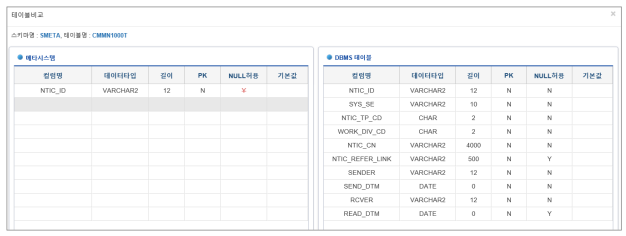 테이블비교 ×
스키마명 : SMETA, 테이블명 : CMMN1000T
메타시스템
컬럼명 데이터타입 길이 PK NULL허용 기본값
NTIC_ID VARCHAR2 12 N Y
DBMS 테이블
컬럼명 데이터타입 길이 PK NULL허용 기본값
NTIC_ID VARCHAR2 12 N N
SYS_SE VARCHAR2 10 N N
NTIC_TP_CD CHAR 2 N N
WORK_DIV_CD CHAR 2 N N
NTIC_CN VARCHAR2 4000 N N
NTIC_REFER_LINK VARCHAR2 500 N Y
SENDER VARCHAR2 12 N N
SEND_DTM DATE 0 N N
RCVER VARCHAR2 12 N N
READ_DTM DATE 0 N Y